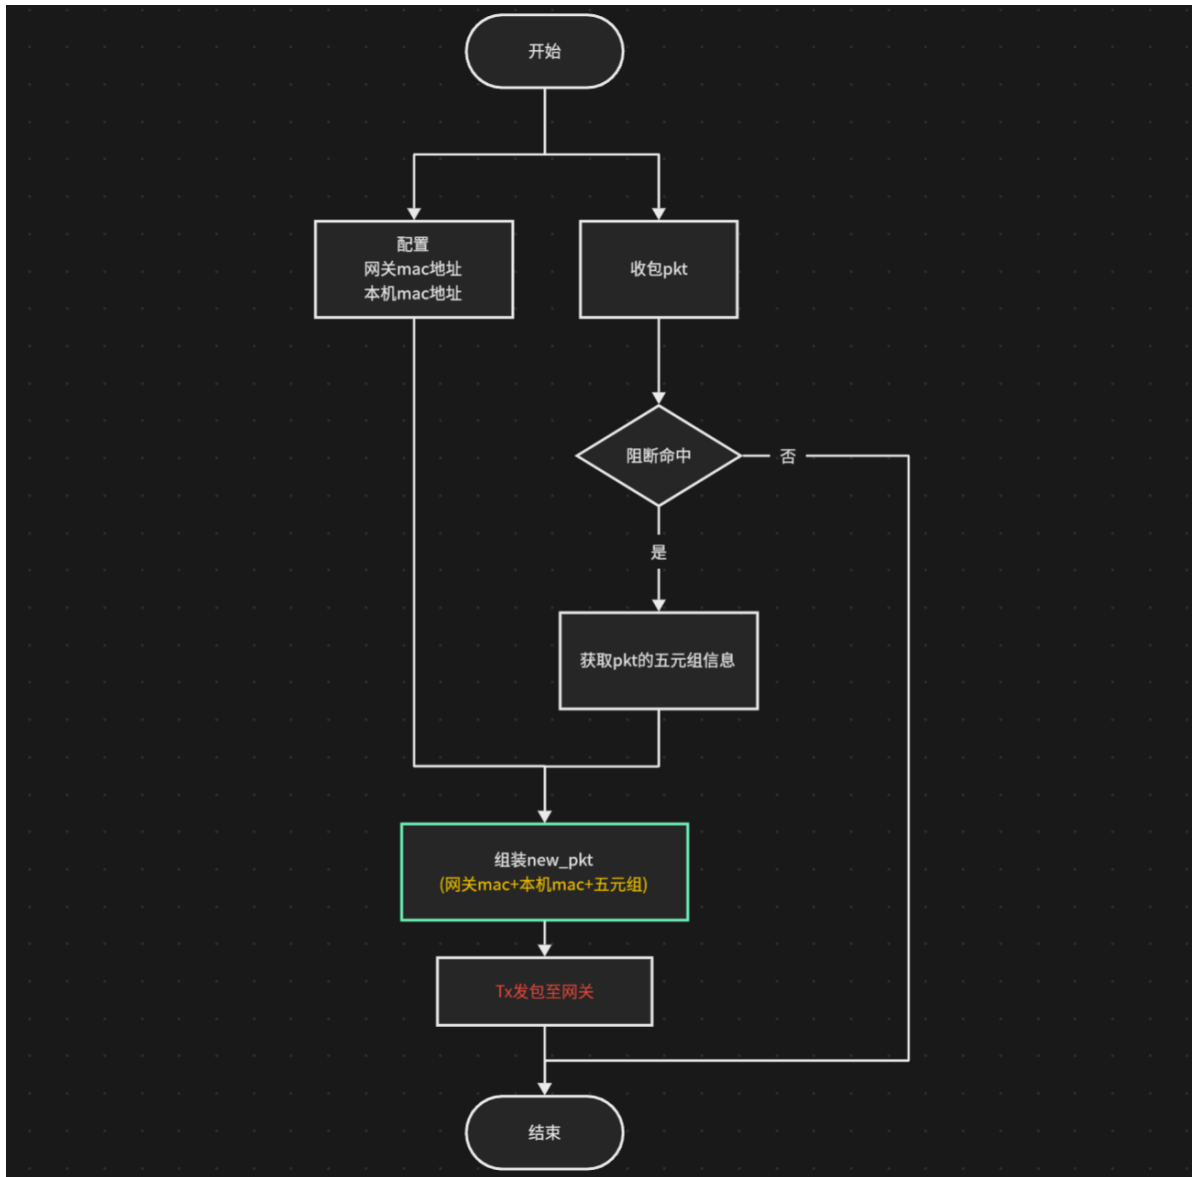 开始
配置
网关mac地址
本机mac地址
收包pkt
阻断命中
否
是
获取pkt的五元组信息
组装new_pkt
(网关mac+本机mac+五元组)
Tx发包至网关
结束